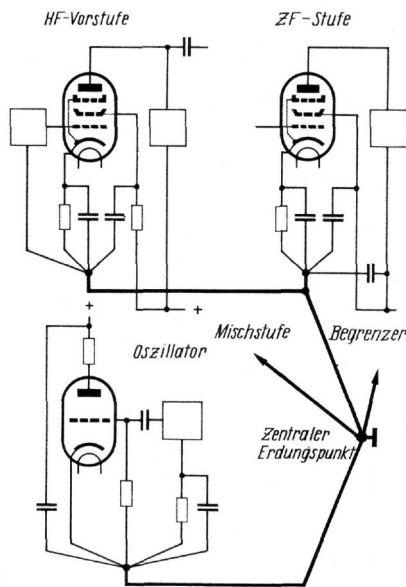 HF-Vorstufe
ZF-Stufe
+
+
Oszillator
Mischstufe
Begrenzer
Zentraler
Erdungspunkt